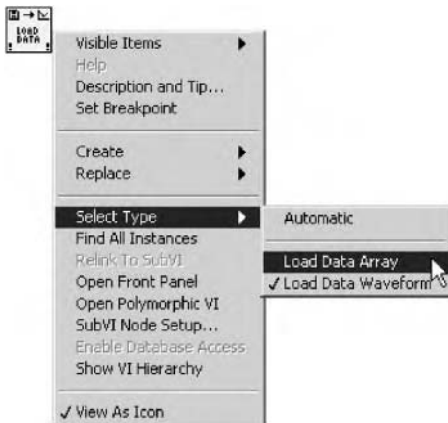 LOAD
DATA
Visible Items
Help
Description and Tip...
Set Breakpoint
Create
Replace
Select Type
Find All Instances
Relink To SubVI
Open Front Panel
Open Polymorphic VI
SubVI Node Setup...
Enable Database Access
Show VI Hierarchy
✓ View As Icon
Automatic
Load Data Array
✓ Load Data Waveform